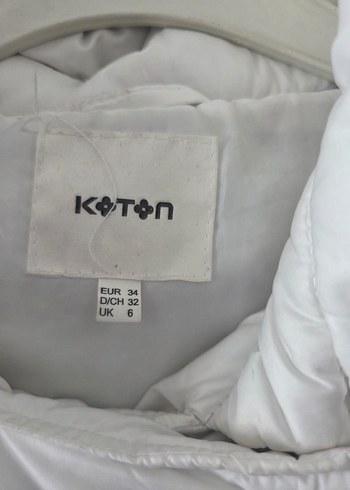 KOTON
EUR 34
D/CH 32
UK 6